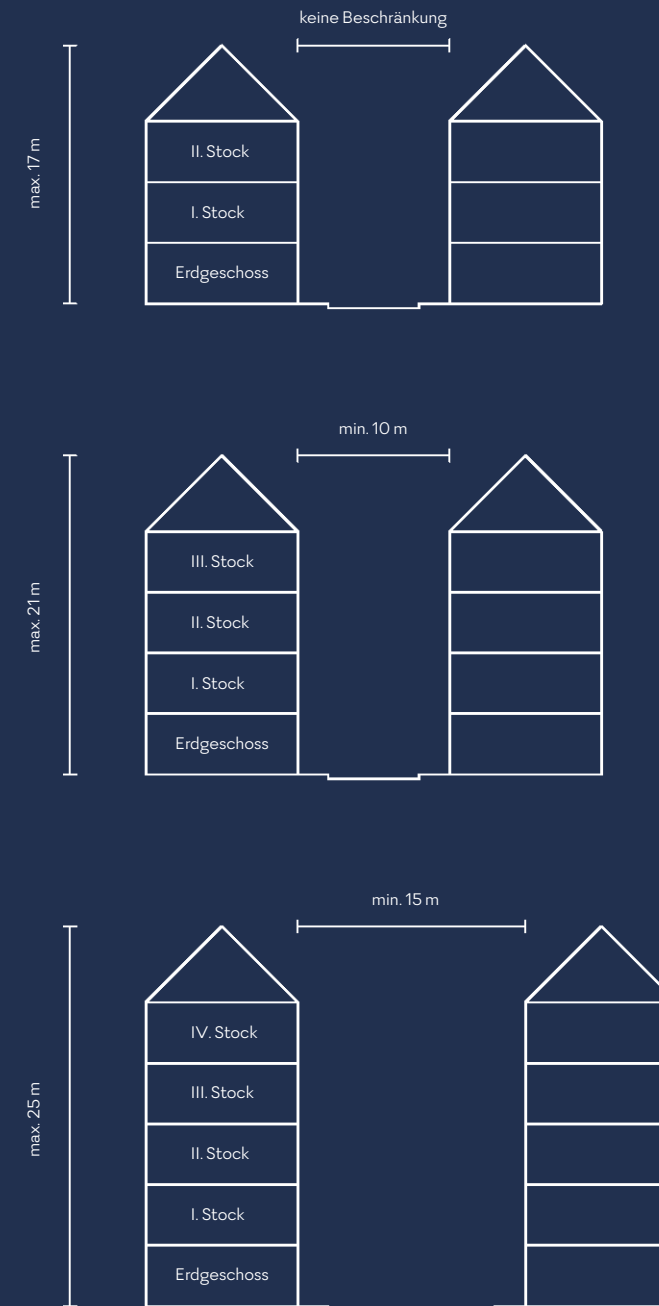 keine Beschränkung
max. 17 m
II. Stock
I. Stock
Erdgeschoss
min. 10 m
max. 21 m
III. Stock
II. Stock
I. Stock
Erdgeschoss
min. 15 m
max. 25 m
IV. Stock
III. Stock
II. Stock
I. Stock
Erdgeschoss